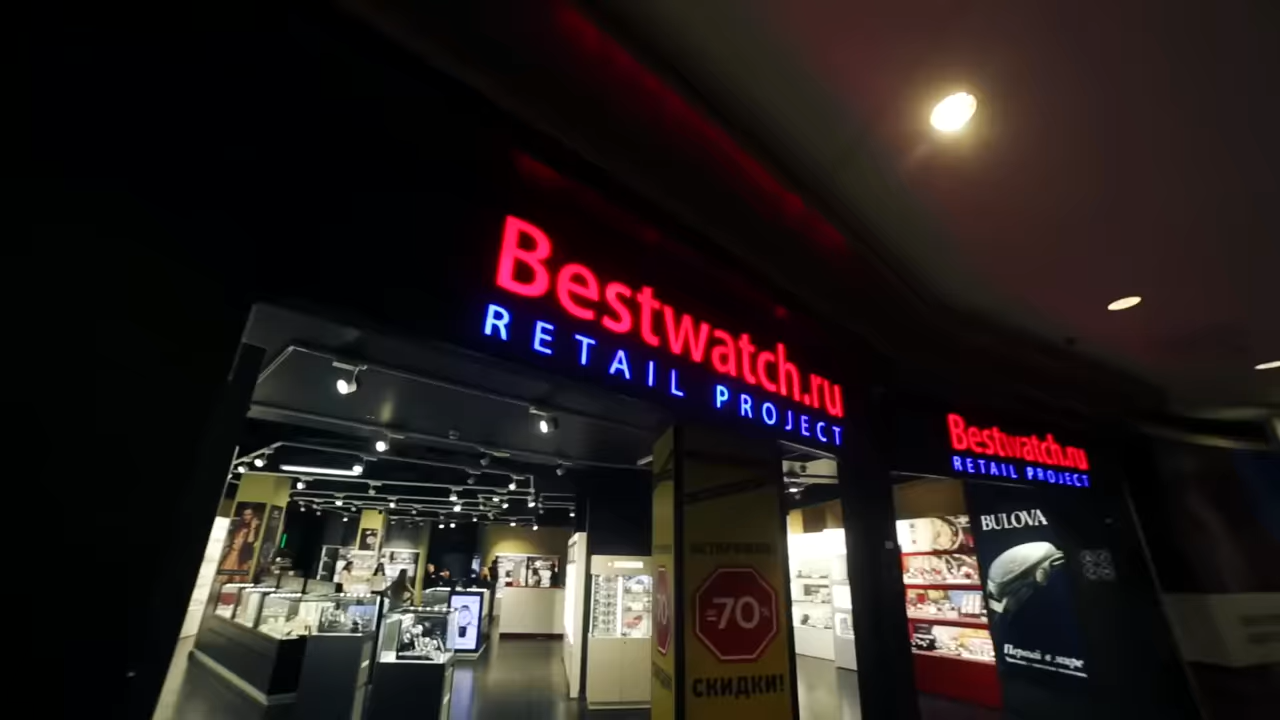 Bestwatch.ru
RETAIL PROJECT
Bestwatch.ru
RETAIL PROJECT
BULOVA
Первый в мире
-70%
СКИДКИ!